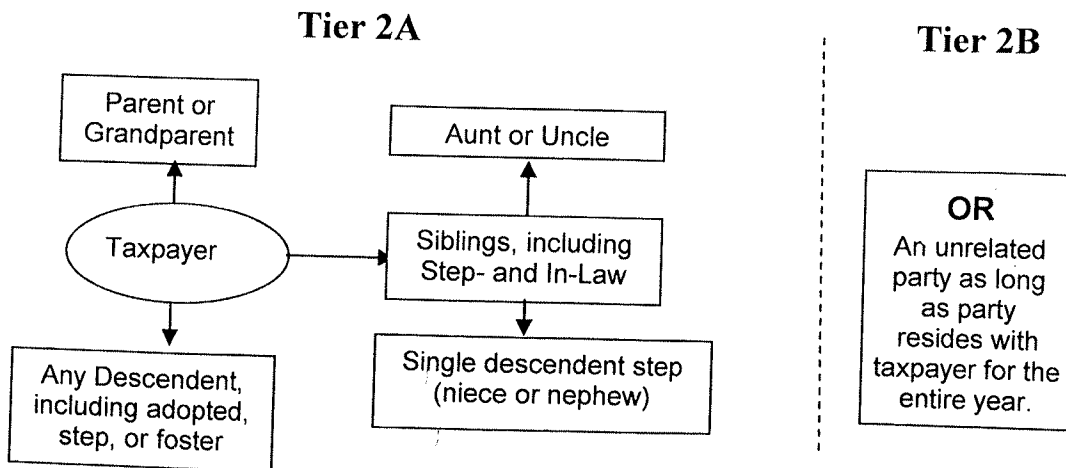 Tier 2A
Parent or
Grandparent
Aunt or Uncle
Taxpayer
Siblings, including
Step- and In-Law
Any Descendent,
including adopted,
step, or foster
Single descendent step
(niece or nephew)
Tier 2B
OR
An unrelated
party as long
as party
resides with
taxpayer for the
entire year.